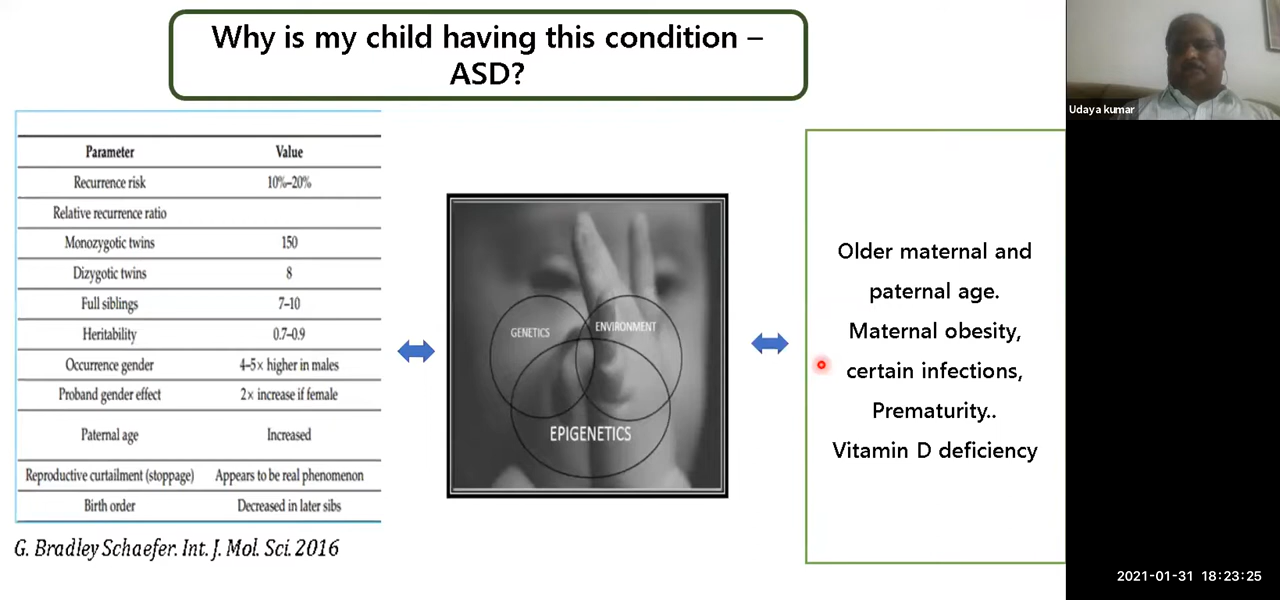 Why is my child having this condition –
ASD?
Udaya kumar
Parameter Value
Recurrence risk 10%–20%
Relative recurrence ratio
Monozygotic twins 150
Dizygotic twins 8
Full siblings 7–10
Heritability 0.7–0.9
Occurrence gender 4–5× higher in males
Proband gender effect 2× increase if female
Paternal age Increased
Reproductive curtailment (stoppage) Appears to be real phenomenon
Birth order Decreased in later sibs
G. Bradley Schaefer. Int. J. Mol. Sci. 2016
GENETICS
ENVIRONMENT
EPIGENETICS
Older maternal and
paternal age.
Maternal obesity,
certain infections,
Prematurity..
Vitamin D deficiency
2021-01-31 18:23:25